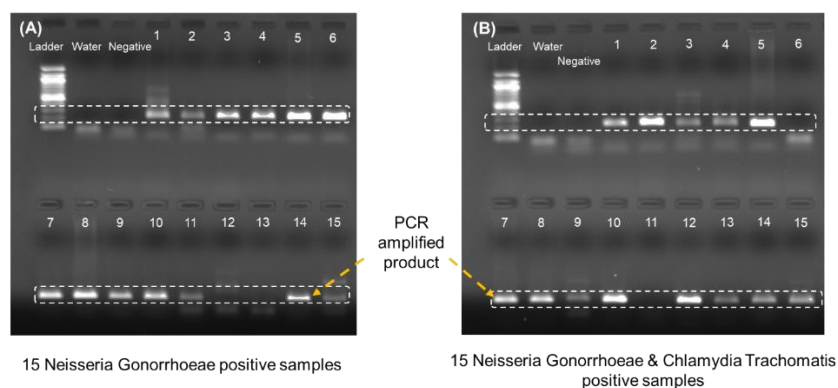 (A)
Ladder Water Negative 1 2 3 4 5 6
7 8 9 10 11 12 13 14 15
15 Neisseria Gonorrhoeae positive samples
PCR
amplified
product
(B)
Ladder Water Negative 1 2 3 4 5 6
7 8 9 10 11 12 13 14 15
15 Neisseria Gonorrhoeae & Chlamydia Trachomatis
positive samples